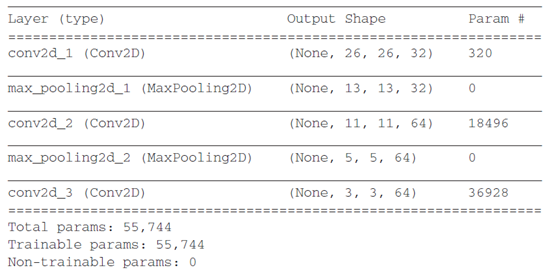 Layer (type) Output Shape Param #
================================================================
conv2d_1 (Conv2D) (None, 26, 26, 32) 320
max_pooling2d_1 (MaxPooling2D) (None, 13, 13, 32) 0
conv2d_2 (Conv2D) (None, 11, 11, 64) 18496
max_pooling2d_2 (MaxPooling2D) (None, 5, 5, 64) 0
conv2d_3 (Conv2D) (None, 3, 3, 64) 36928
================================================================
Total params: 55,744
Trainable params: 55,744
Non-trainable params: 0